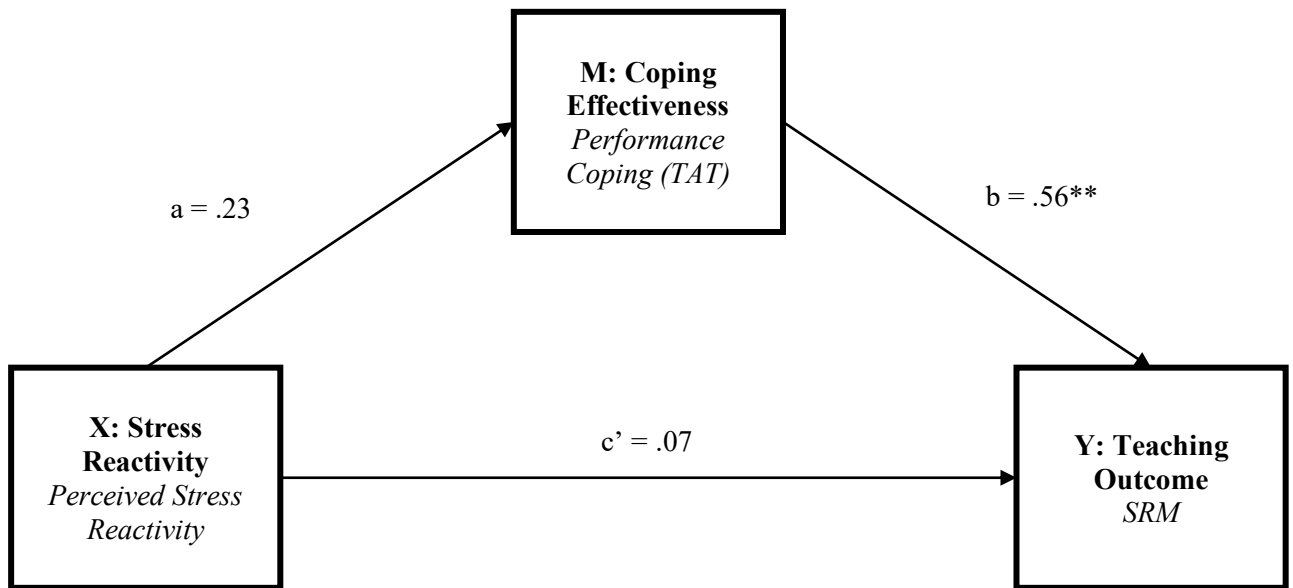 M: Coping
Effectiveness
Performance
Coping (TAT)
a = .23
b = .56**
X: Stress
Reactivity
Perceived Stress
Reactivity
c’ = .07
Y: Teaching
Outcome
SRM